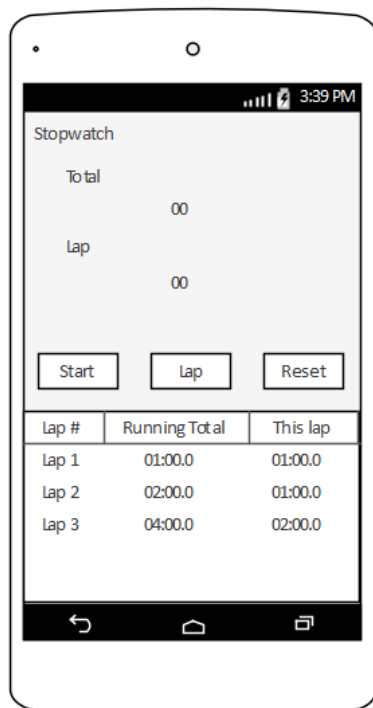 3:39 PM
Stopwatch
Total
00
Lap
00
Start Lap Reset
Lap # Running Total This lap
Lap 1 01:00.0 01:00.0
Lap 2 02:00.0 01:00.0
Lap 3 04:00.0 02:00.0